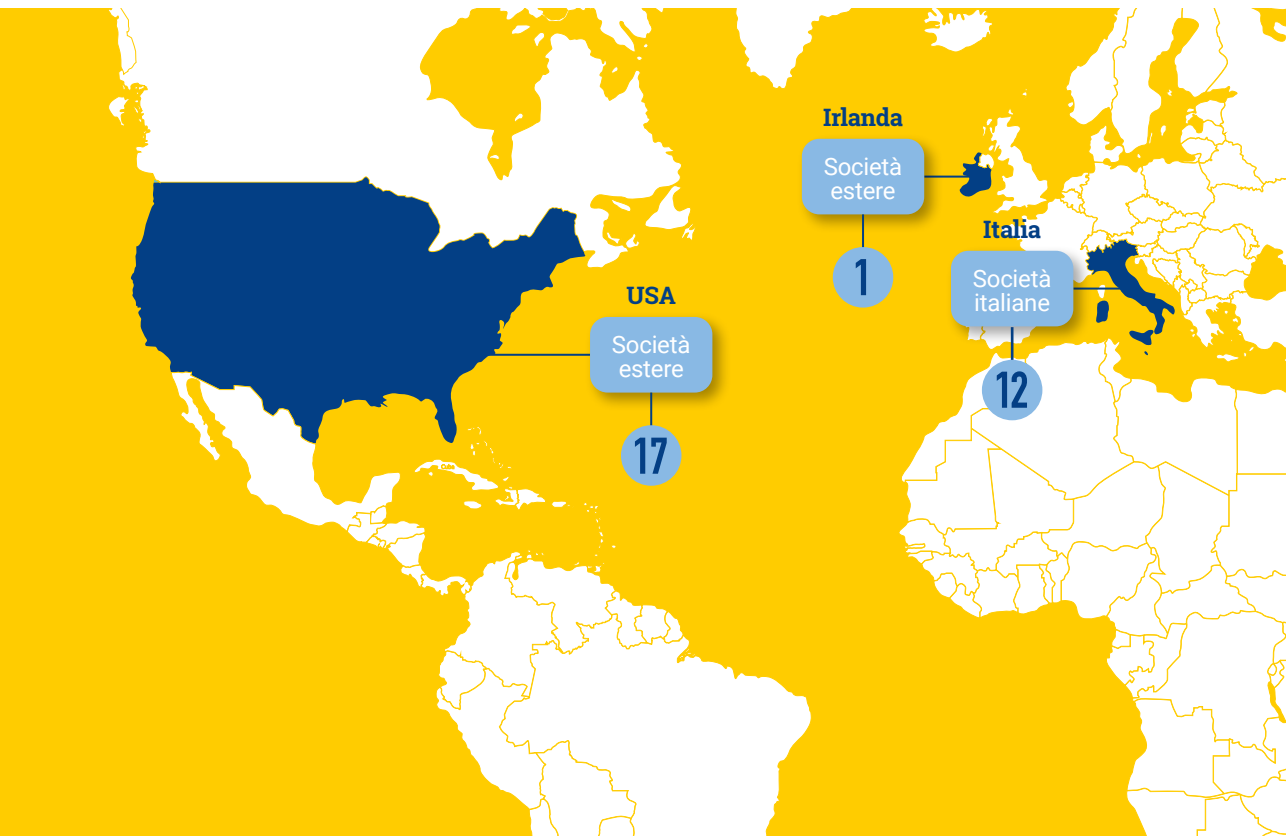 Irlanda
Società
estere
1
Italia
Società
italiane
12
USA
Società
estere
17